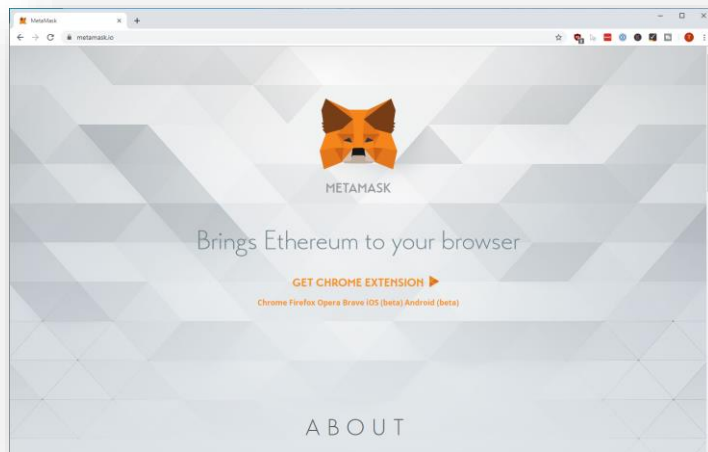 MetaMask
metamask.io
METAMASK
Brings Ethereum to your browser
GET CHROME EXTENSION
Chrome Firefox Opera Brave iOS (beta) Android (beta)
ABOUT